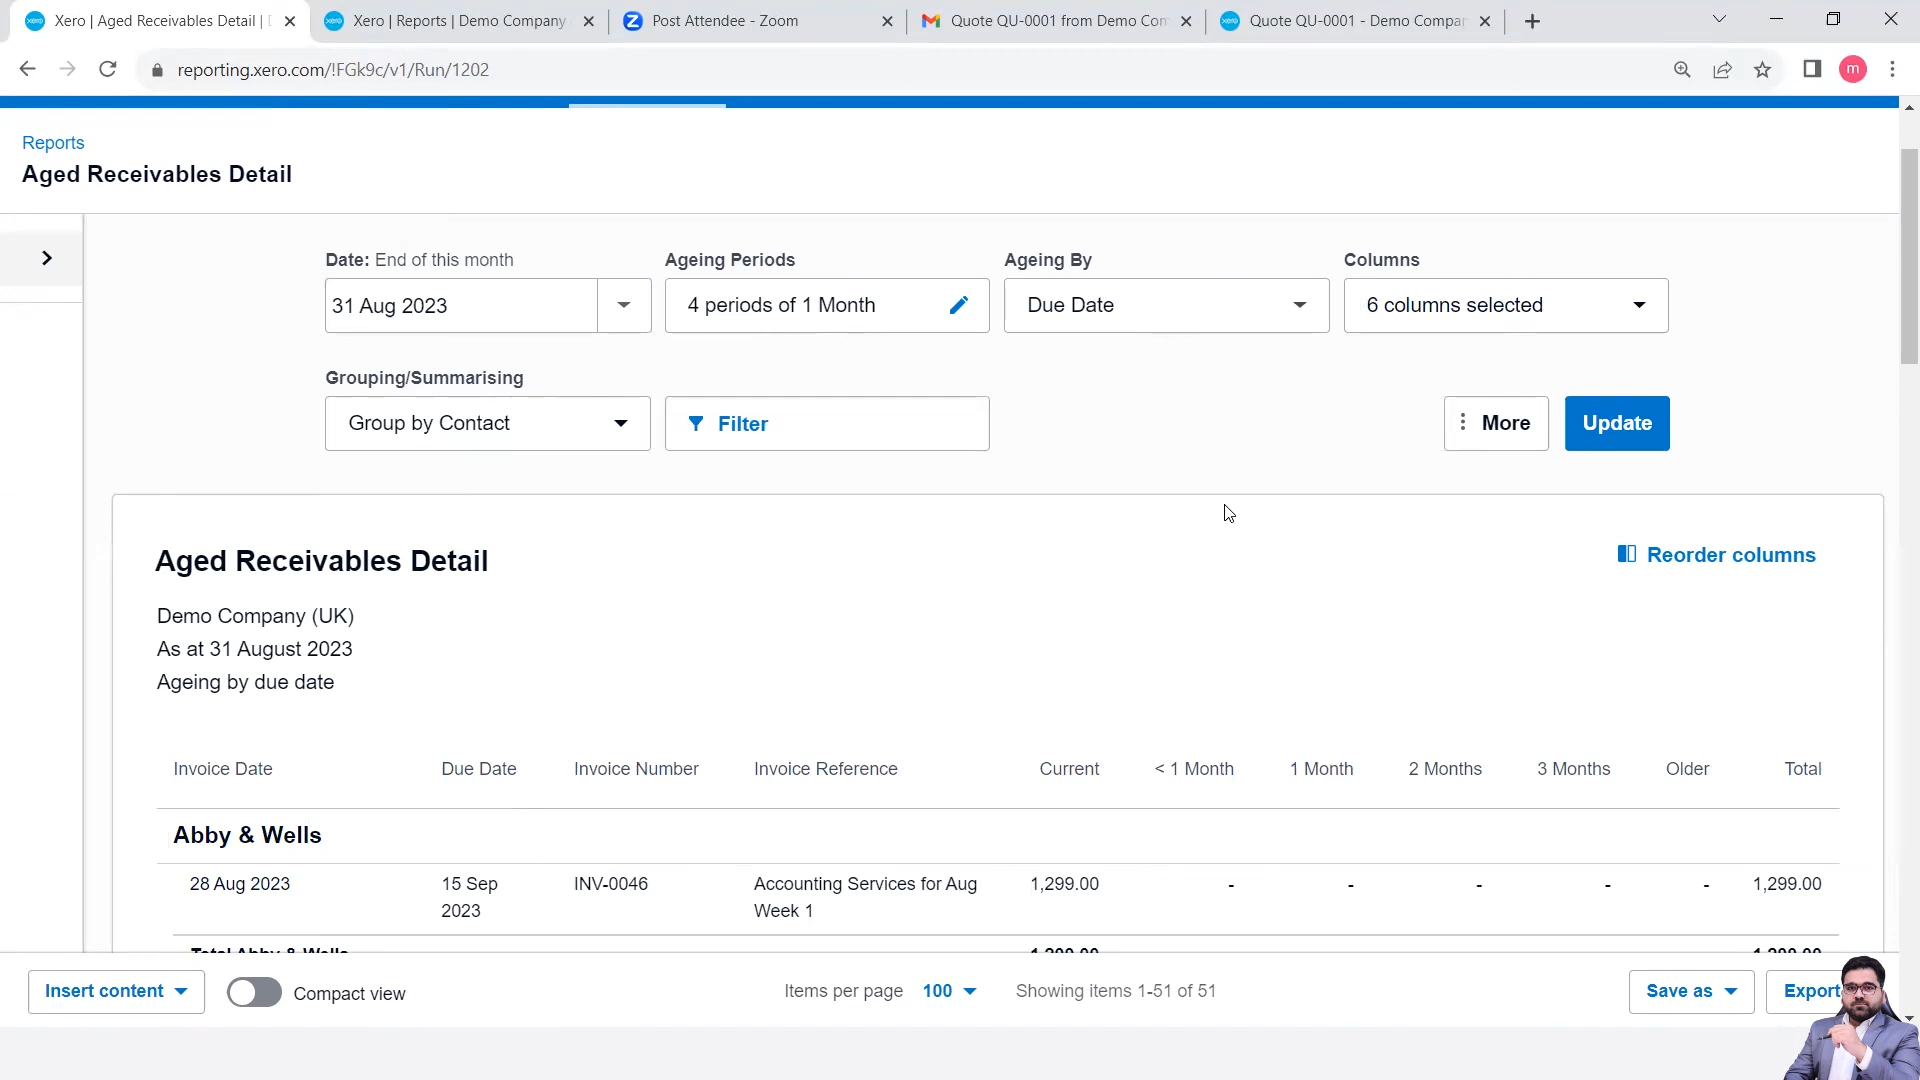 Xero | Aged Receivables Detail |
Xero | Reports | Demo Company
Post Attendee - Zoom
Quote QU-0001 from Demo Com
Quote QU-0001 - Demo Compar
reporting.xero.com/!FGk9c/v1/Run/1202
m
Reports
Aged Receivables Detail
Date: End of this month
Ageing Periods
Ageing By
Columns
31 Aug 2023
4 periods of 1 Month
Due Date
6 columns selected
Grouping/Summarising
Group by Contact
Filter
More
Update
Aged Receivables Detail
Reorder columns
Demo Company (UK)
As at 31 August 2023
Ageing by due date
Invoice Date Due Date Invoice Number Invoice Reference Current < 1 Month 1 Month 2 Months 3 Months Older Total
Abby & Wells
28 Aug 2023 15 Sep 2023 INV-0046 Accounting Services for Aug Week 1 1,299.00 - - - - - 1,299.00
Total Abby & Wells 1,299.00 1,299.00
Insert content
Compact view
Items per page 100
Showing items 1-51 of 51
Save as
Export